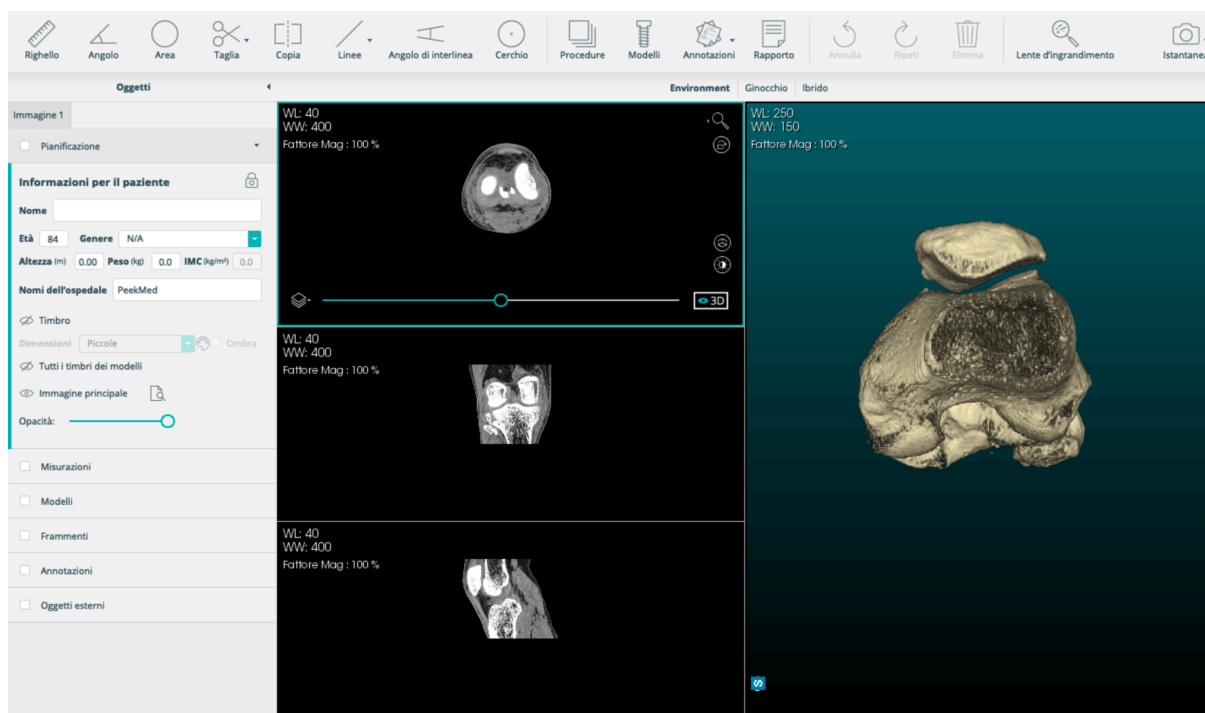 Righello
Angolo
Area
Taglia
Copia
Linee
Angolo di interlinea
Cerchio
Procedure
Modelli
Annotazioni
Rapporto
Annulla
Ripeti
Elimina
Lente d'ingrandimento
Istantanea
Oggetti
Environment
Ginocchio
Ibrido
Immagine 1
Pianificazione
Informazioni per il paziente
Nome
Età 84 Genere N/A
Altezza (m) 0.00 Peso (kg) 0.0 IMC (kg/m²) 0.0
Nomi dell'ospedale PeekMed
Timbro
Dimensioni Piccole Ombra
Tutti i timbri dei modelli
Immagine principale
Opacità:
Misurazioni
Modelli
Frammenti
Annotazioni
Oggetti esterni
WL: 40
WW: 400
Fattore Mag : 100 %
3D
WL: 40
WW: 400
Fattore Mag : 100 %
WL: 40
WW: 400
Fattore Mag : 100 %
WL: 250
WW: 150
Fattore Mag : 100 %
S